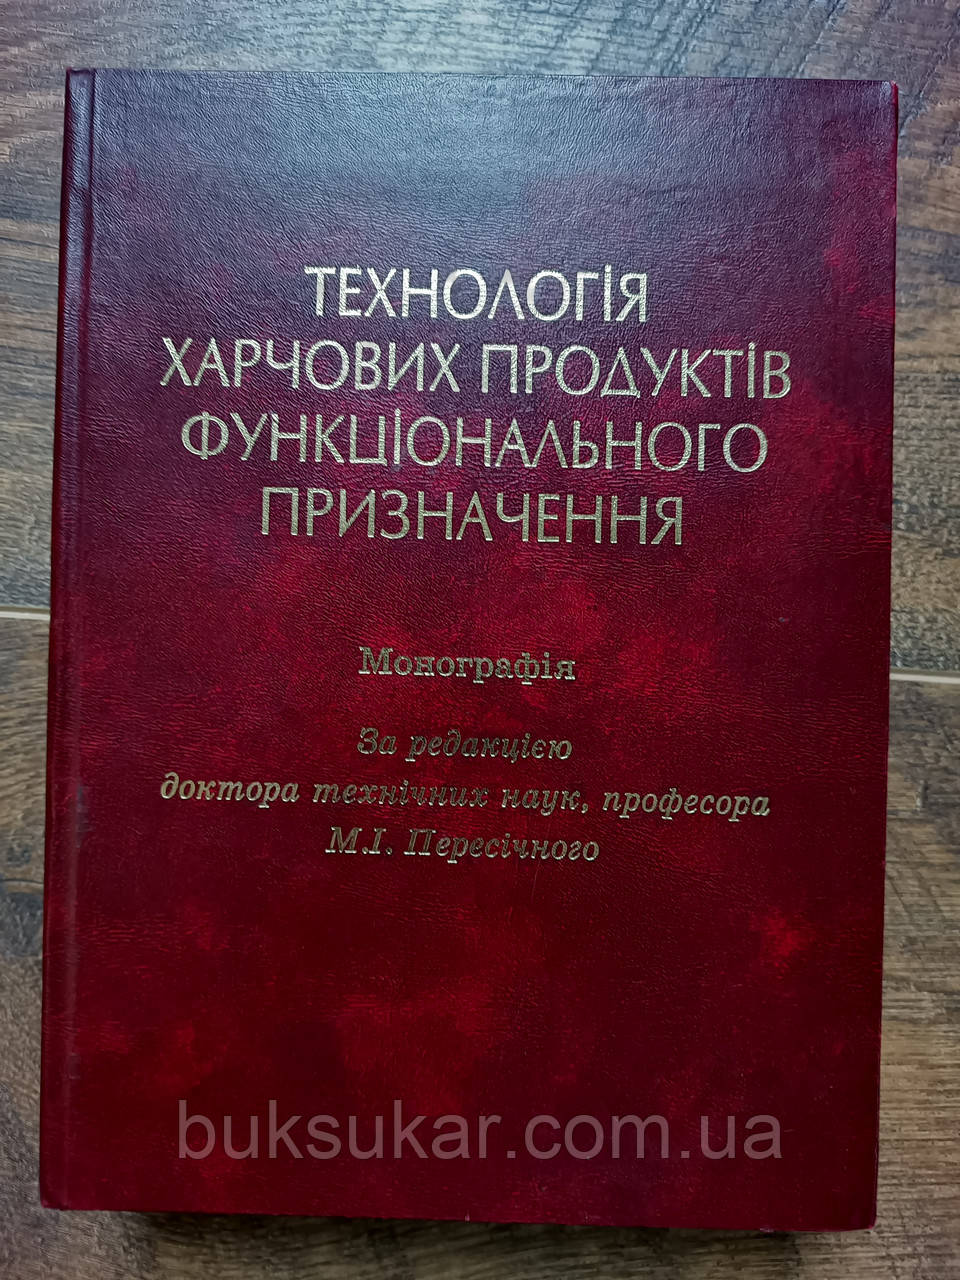 ТЕХНОЛОГІЯ
ХАРЧОВИХ ПРОДУКТІВ
ФУНКЦІОНАЛЬНОГО
ПРИЗНАЧЕННЯ
Монографія
За редакцією
доктора технічних наук, професора
М.І. Пересічного
buksukar.com.ua